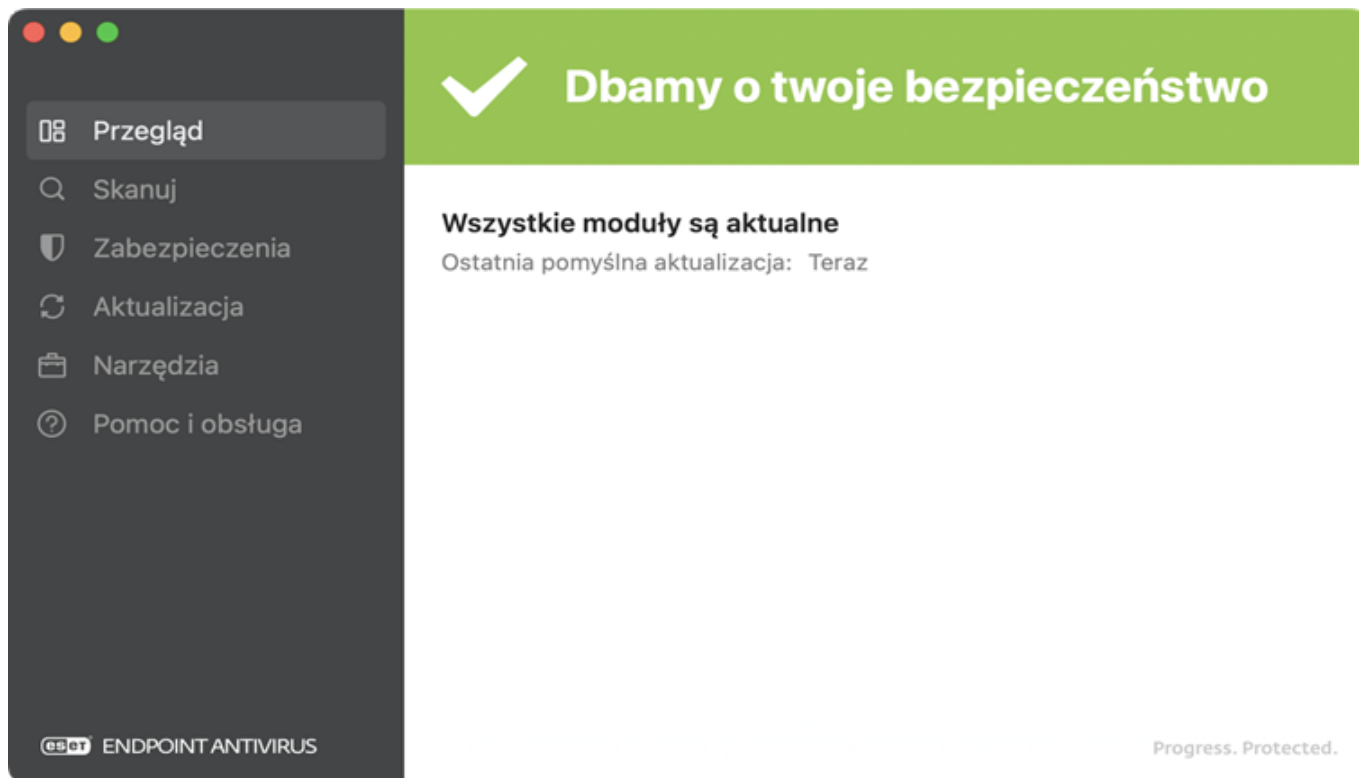 Dbamy o twoje bezpieczeństwo
Przegląd
Skanuj
Zabezpieczenia
Aktualizacja
Narzędzia
Pomoc i obsługa
Wszystkie moduły są aktualne
Ostatnia pomyślna aktualizacja: Teraz
eset ENDPOINT ANTIVIRUS
Progress. Protected.